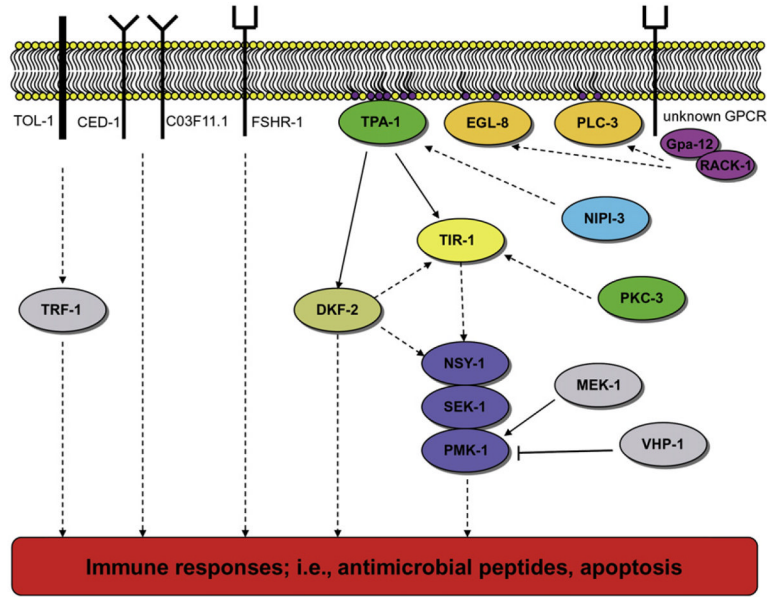 TOL-1
CED-1
C03F11.1
FSHR-1
TPA-1
EGL-8
PLC-3
unknown GPCR
Gpa-12
RACK-1
NIPI-3
TIR-1
PKC-3
TRF-1
DKF-2
NSY-1
MEK-1
SEK-1
PMK-1
VHP-1
Immune responses; i.e., antimicrobial peptides, apoptosis